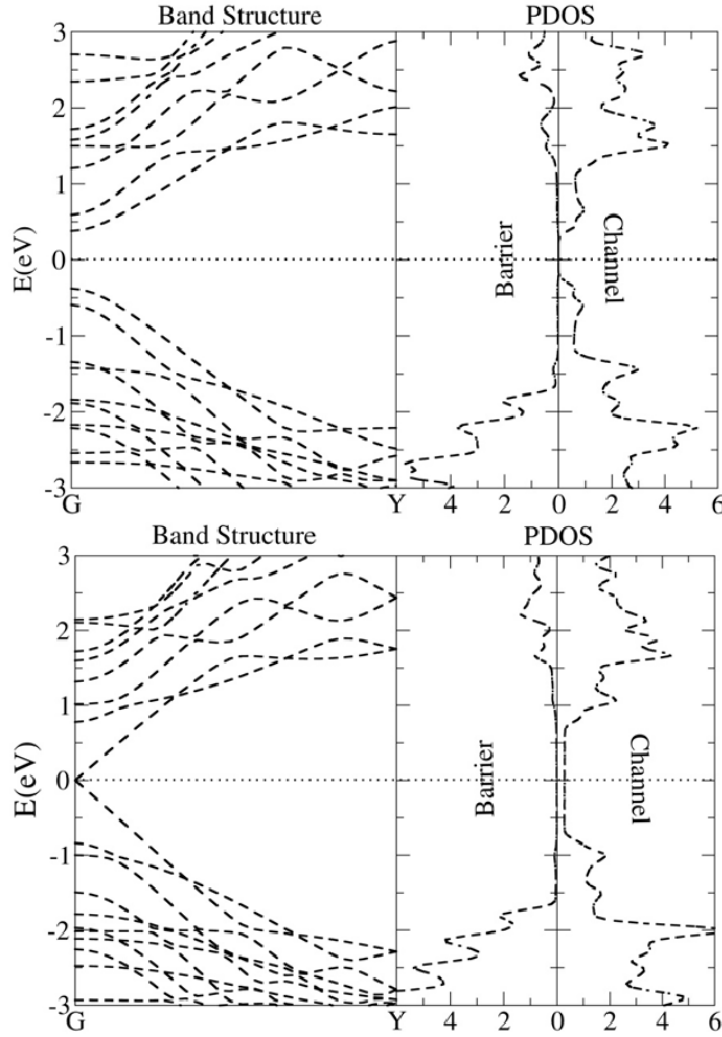 Band Structure PDOS
3
2
1
0
-1
-2
-3
E(eV)
Barrier
Channel
G Y 4 2 0 2 4 6
Band Structure PDOS
3
2
1
0
-1
-2
-3
E(eV)
Barrier
Channel
G Y 4 2 0 2 4 6